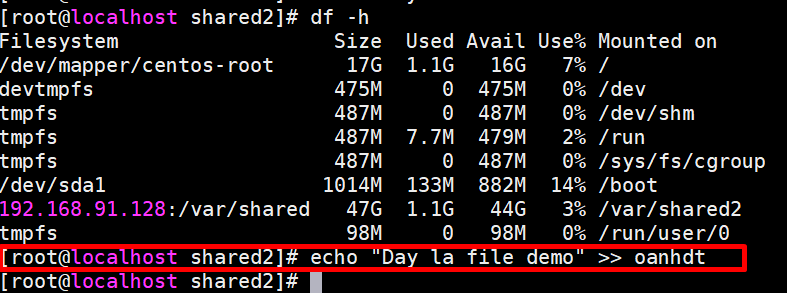 [root@localhost shared2]# df -h
Filesystem Size Used Avail Use% Mounted on
/dev/mapper/centos-root 17G 1.1G 16G 7% /
devtmpfs 475M 0 475M 0% /dev
tmpfs 487M 0 487M 0% /dev/shm
tmpfs 487M 7.7M 479M 2% /run
tmpfs 487M 0 487M 0% /sys/fs/cgroup
/dev/sda1 1014M 133M 882M 14% /boot
192.168.91.128:/var/shared 47G 1.1G 44G 3% /var/shared2
tmpfs 98M 0 98M 0% /run/user/0
[root@localhost shared2]# echo "Day la file demo" >> oanhdt
[root@localhost shared2]#